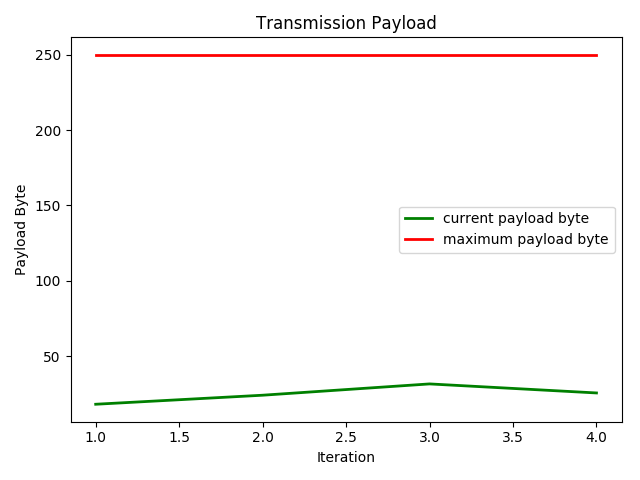 Transmission Payload
250
200
150
100
50
Payload Byte
current payload byte
maximum payload byte
1.0 1.5 2.0 2.5 3.0 3.5 4.0
Iteration